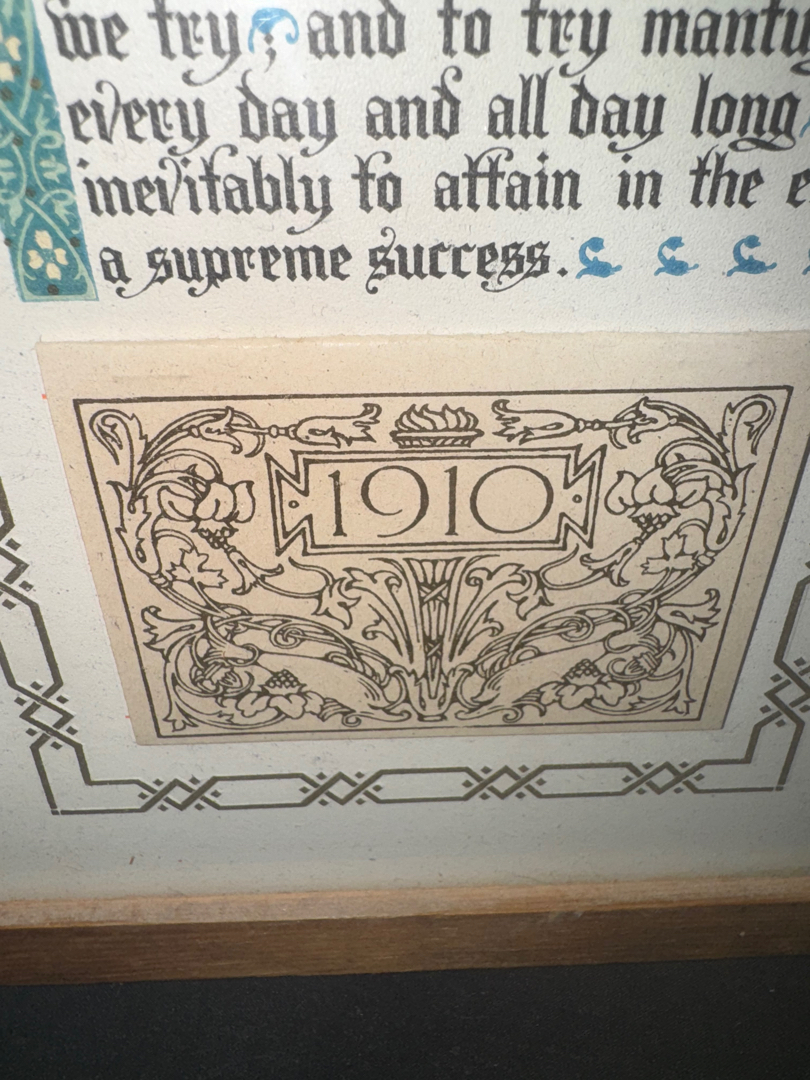 we try; and to try manly
every day and all day long,
inevitably to attain in the
a supreme success.
1910